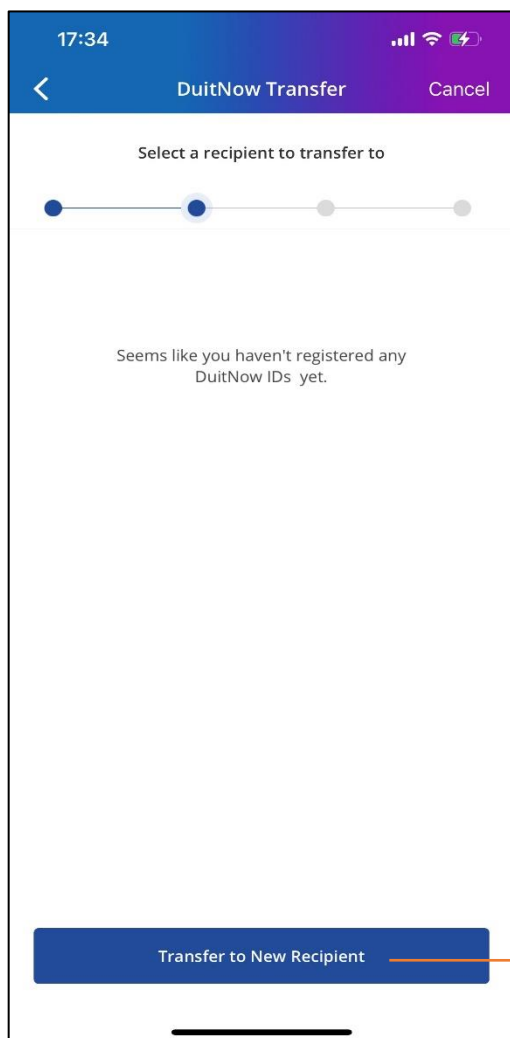 17:34
DuitNow Transfer Cancel
Select a recipient to transfer to
Seems like you haven't registered any
DuitNow IDs yet.
Transfer to New Recipient